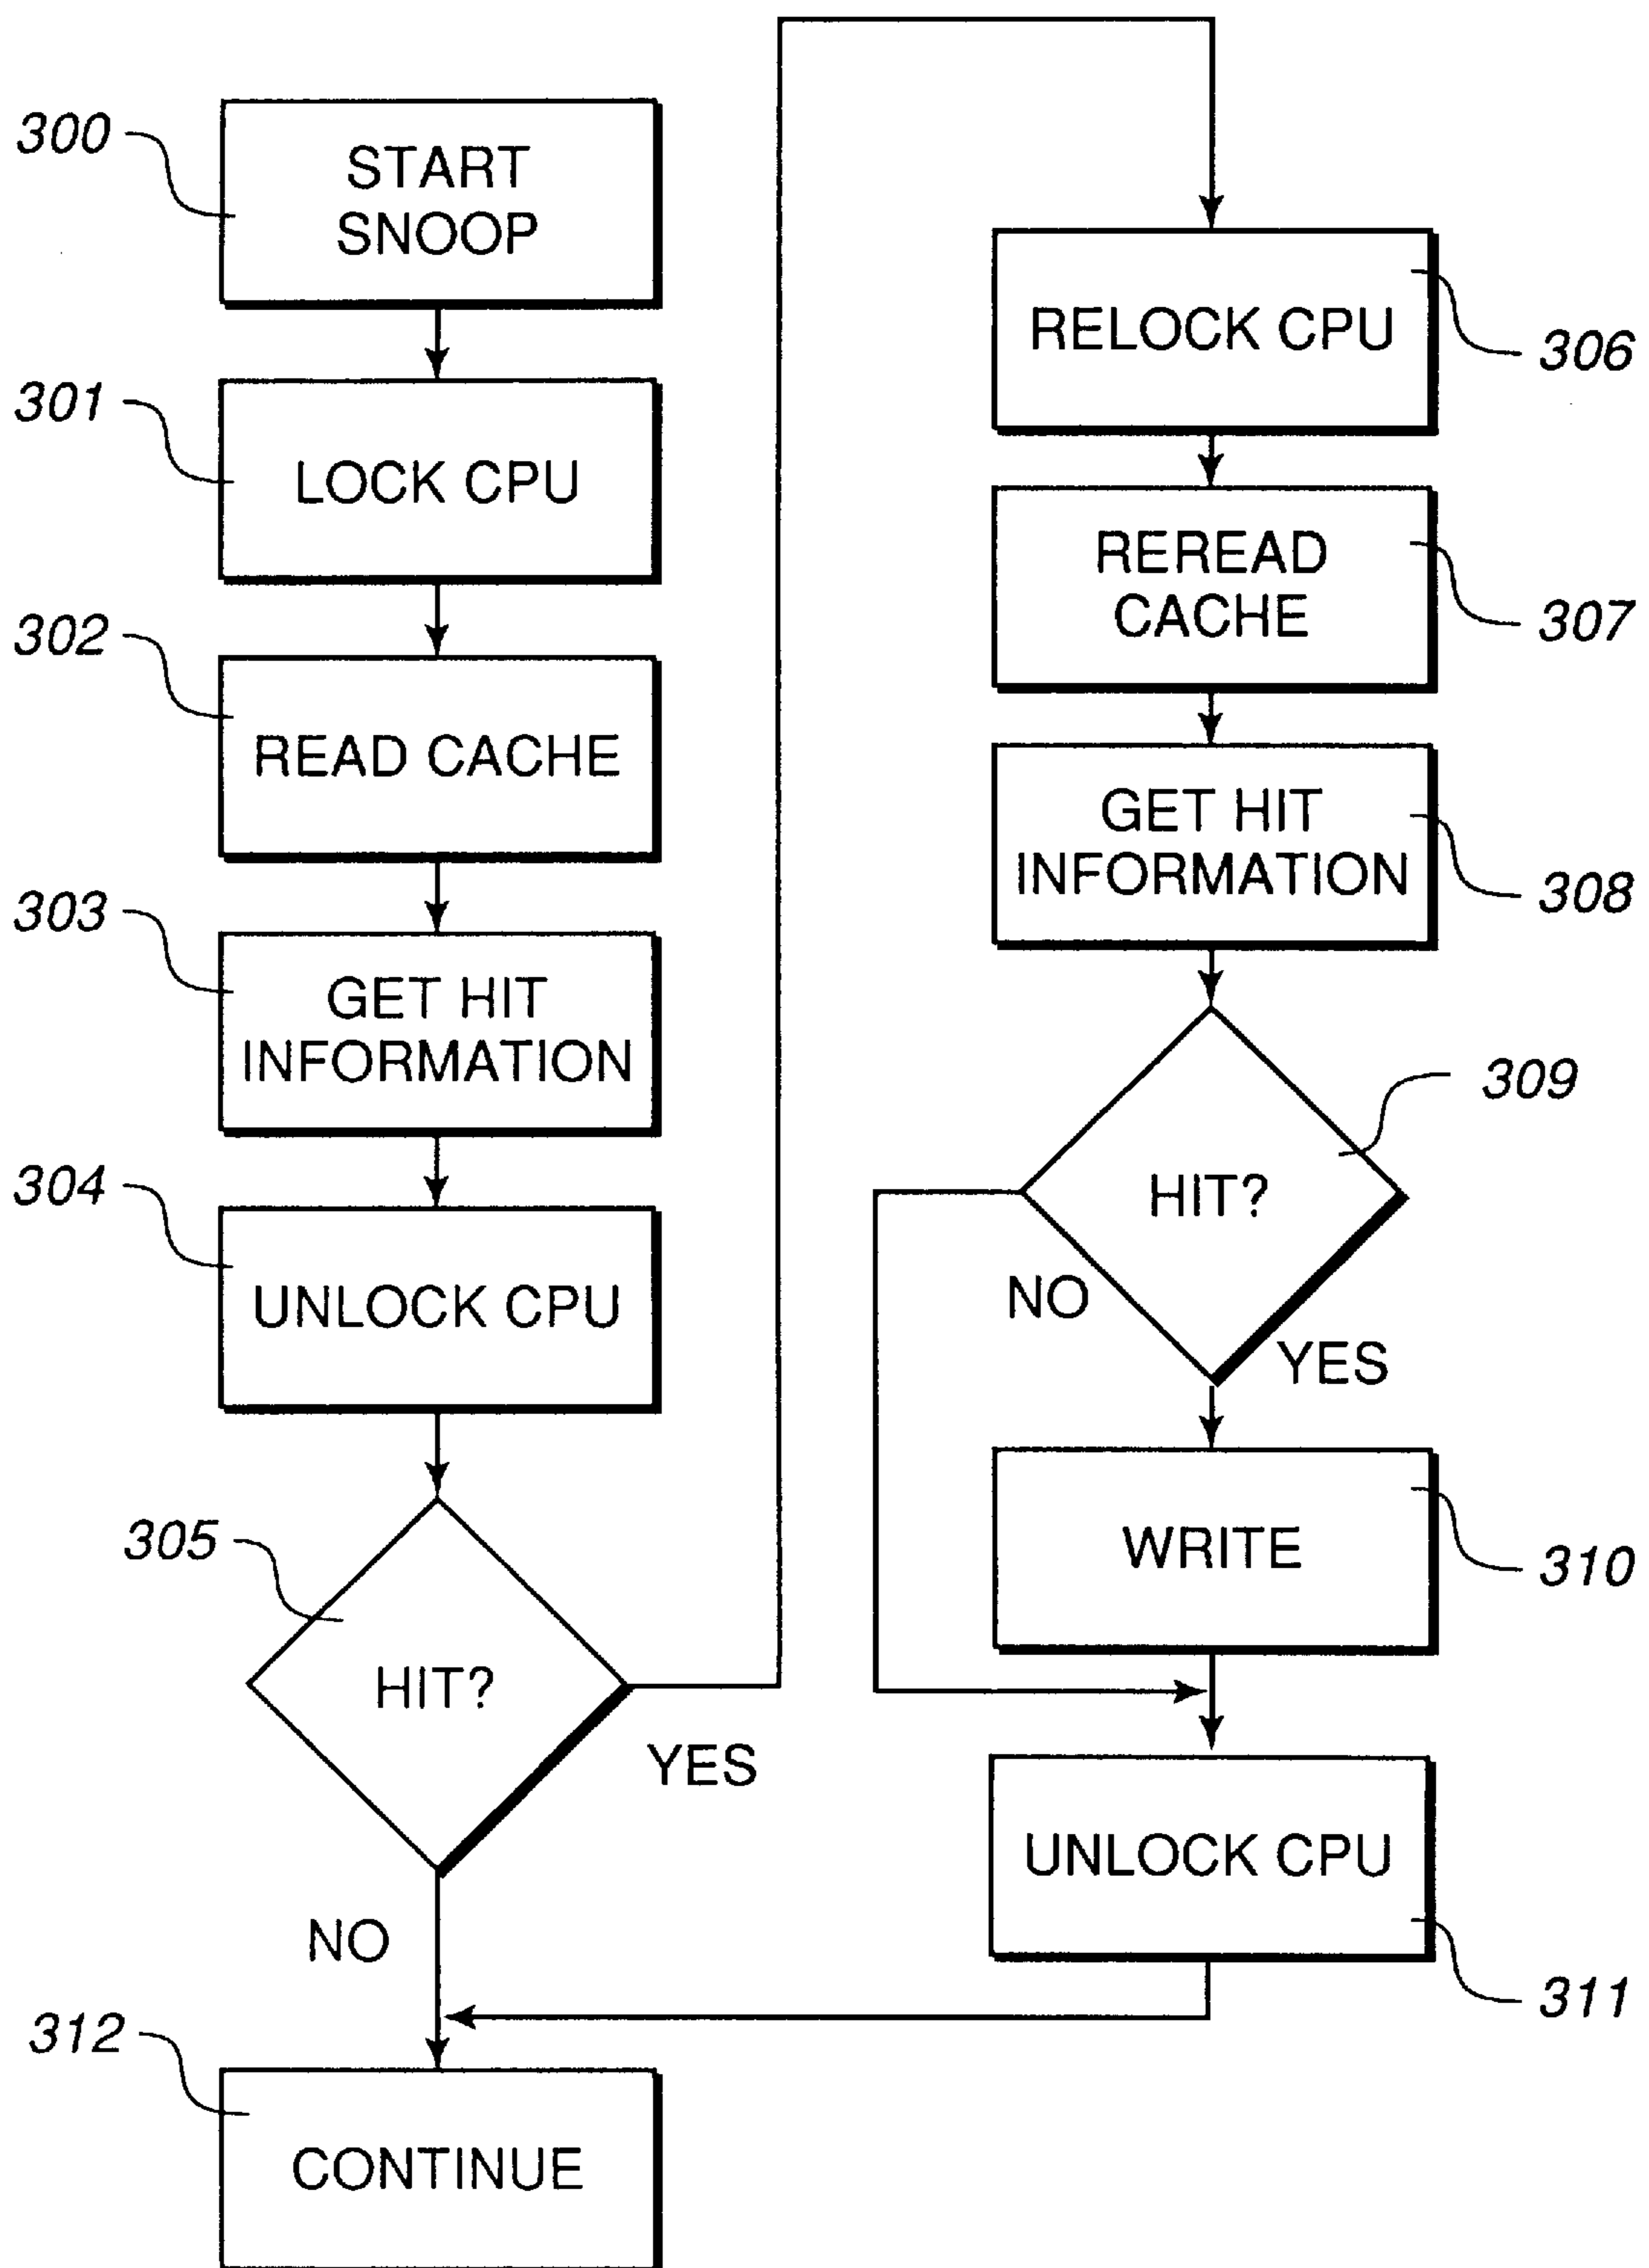 300
START
SNOOP
301
LOCK CPU
302
READ CACHE
303
GET HIT
INFORMATION
304
UNLOCK CPU
305
HIT?
YES
NO
312
CONTINUE
RELOCK CPU
306
REREAD
CACHE
307
GET HIT
INFORMATION
308
309
HIT?
NO
YES
WRITE
310
UNLOCK CPU
311